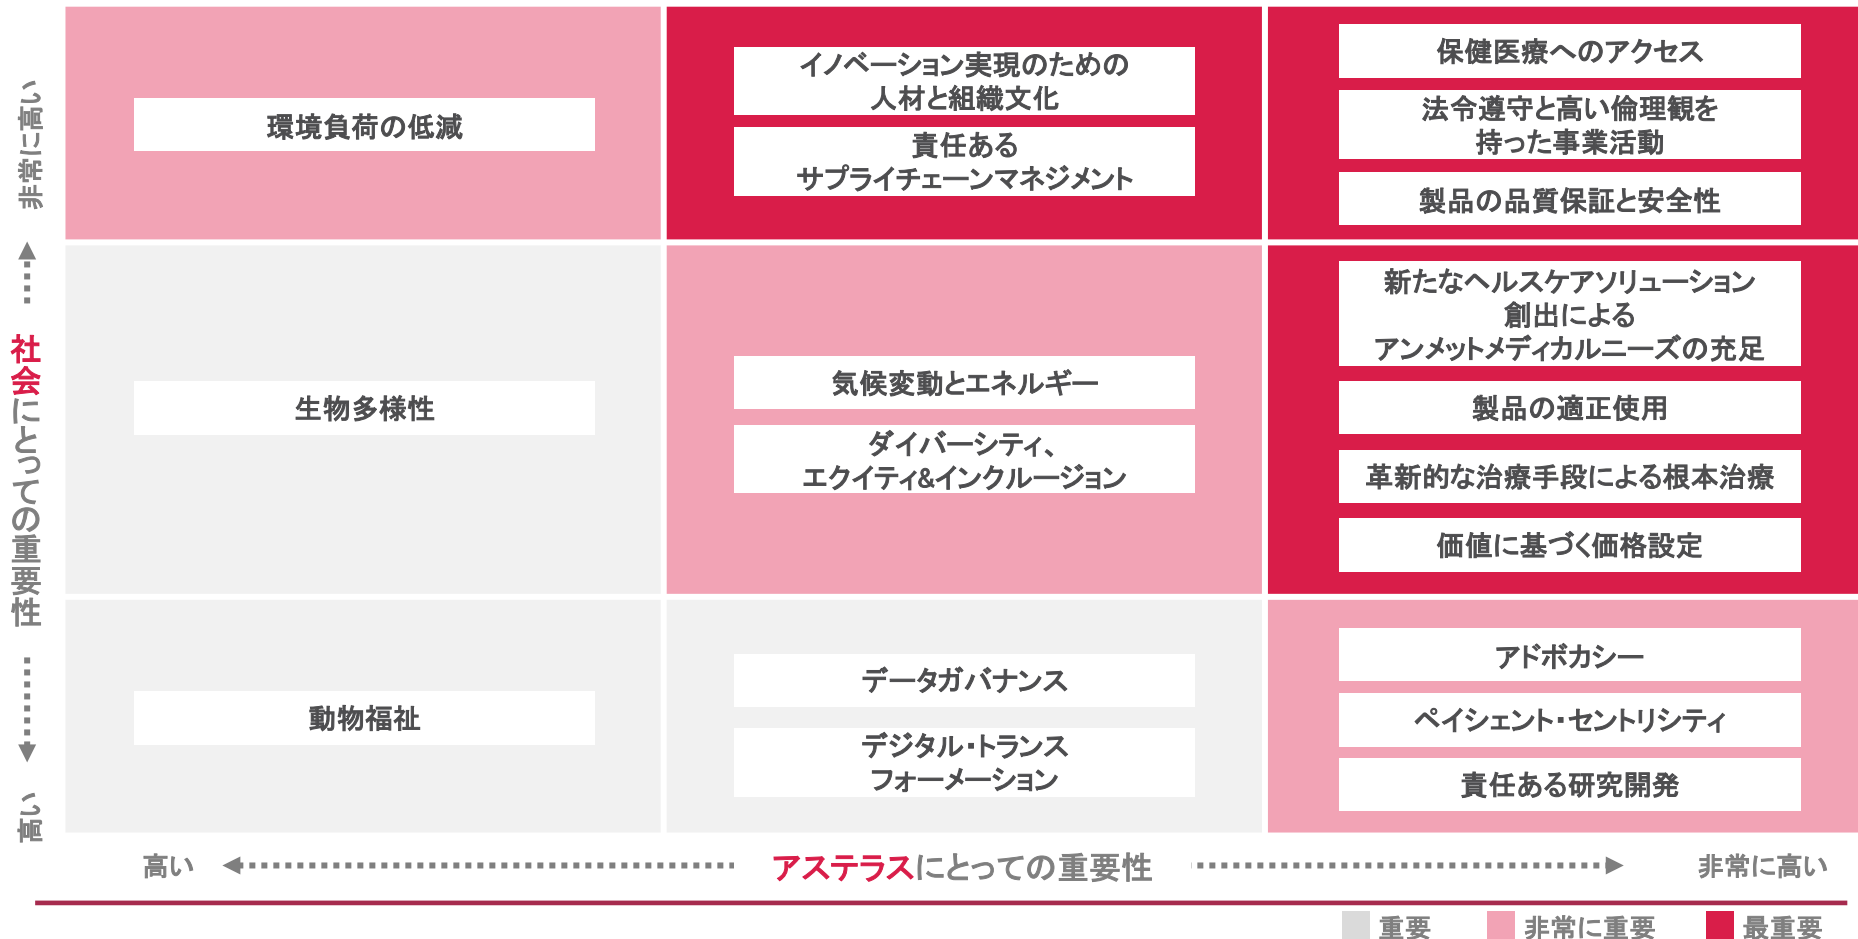 非常に高い
社会にとっての重要性
高い
環境負荷の低減
イノベーション実現のための
人材と組織文化
責任ある
サプライチェーンマネジメント
保健医療へのアクセス
法令遵守と高い倫理観を
持った事業活動
製品の品質保証と安全性
生物多様性
気候変動とエネルギー
ダイバーシティ、
エクイティ&インクルージョン
新たなヘルスケアソリューション
創出による
アンメットメディカルニーズの充足
製品の適正使用
革新的な治療手段による根本治療
価値に基づく価格設定
動物福祉
データガバナンス
デジタル・トランス
フォーメーション
アドボカシー
ペイシェント・セントリシティ
責任ある研究開発
高い
アステラスにとっての重要性
非常に高い
重要
非常に重要
最重要